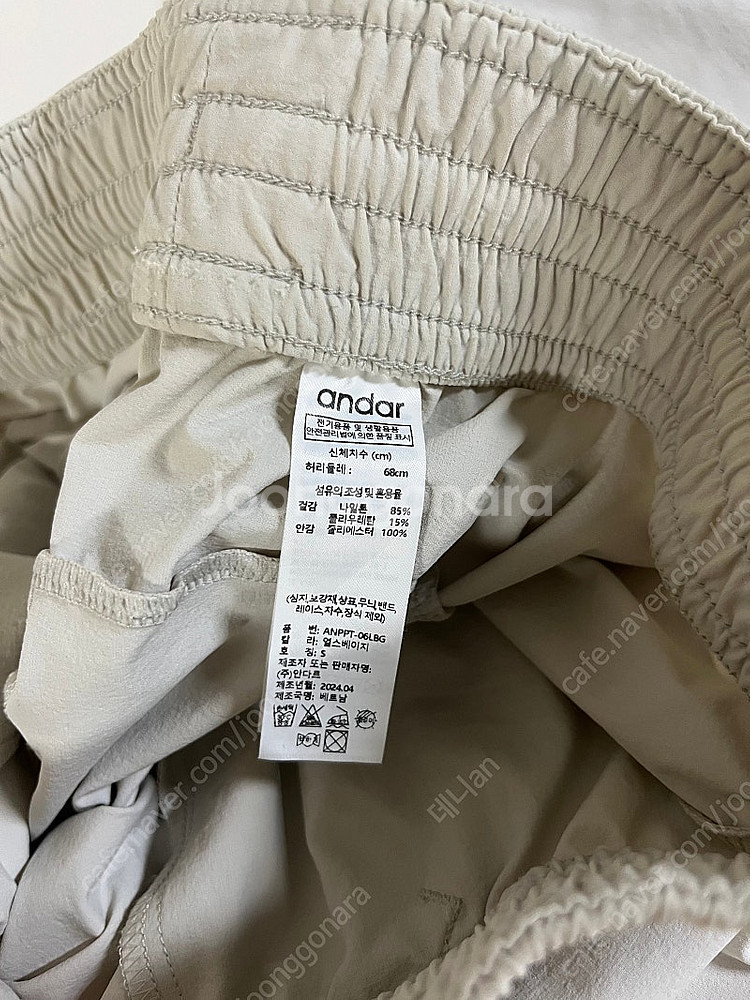 andar
전기용품 및 생활용품
안전관리법에 의한 품질 표시
신체치수 (cm)
허리둘레 : 68cm
섬유의 조성 및 혼용율
겉감 나일론 85%
폴리우레탄 15%
안감 폴리에스터 100%
(심지,보강재,상표,무늬,밴드,
레이스,자수,장식 제외)
품 번: ANPPT-06LBG
칼 라: 얼스베이지
호 칭: S
제조자 또는 판매자명:
(주)안다르
제조년월: 2024.04
제조국명: 베트남
Joonggonara
cafe.naver.com/joonggonara
테니an